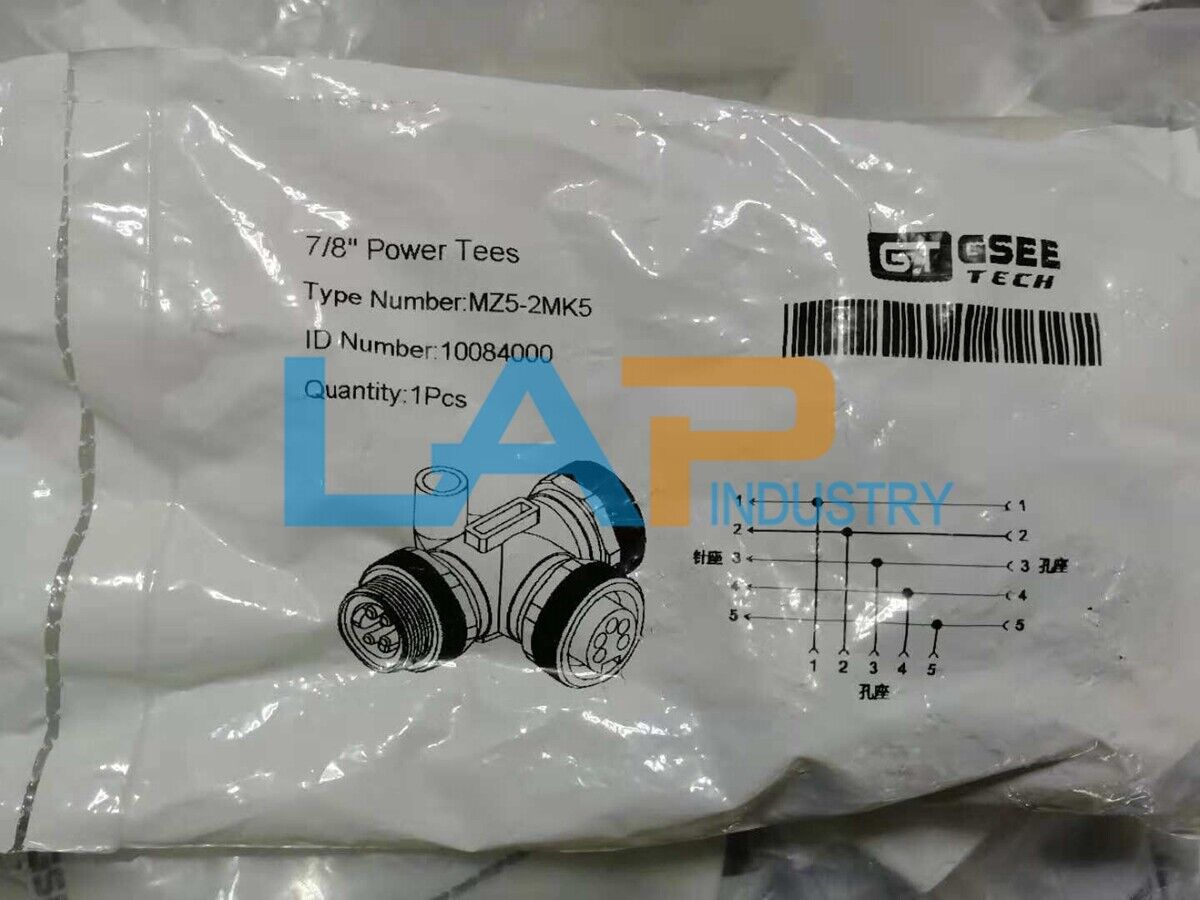 7/8" Power Tees
Type Number:MZ5-2MK5
ID Number:10084000
Quantity:1Pcs
GT GSEE
TECH
LAP
INDUSTRY
1 1
2 2
针座 3 3 孔座
4 4
5 5
1 2 3 4 5
孔座